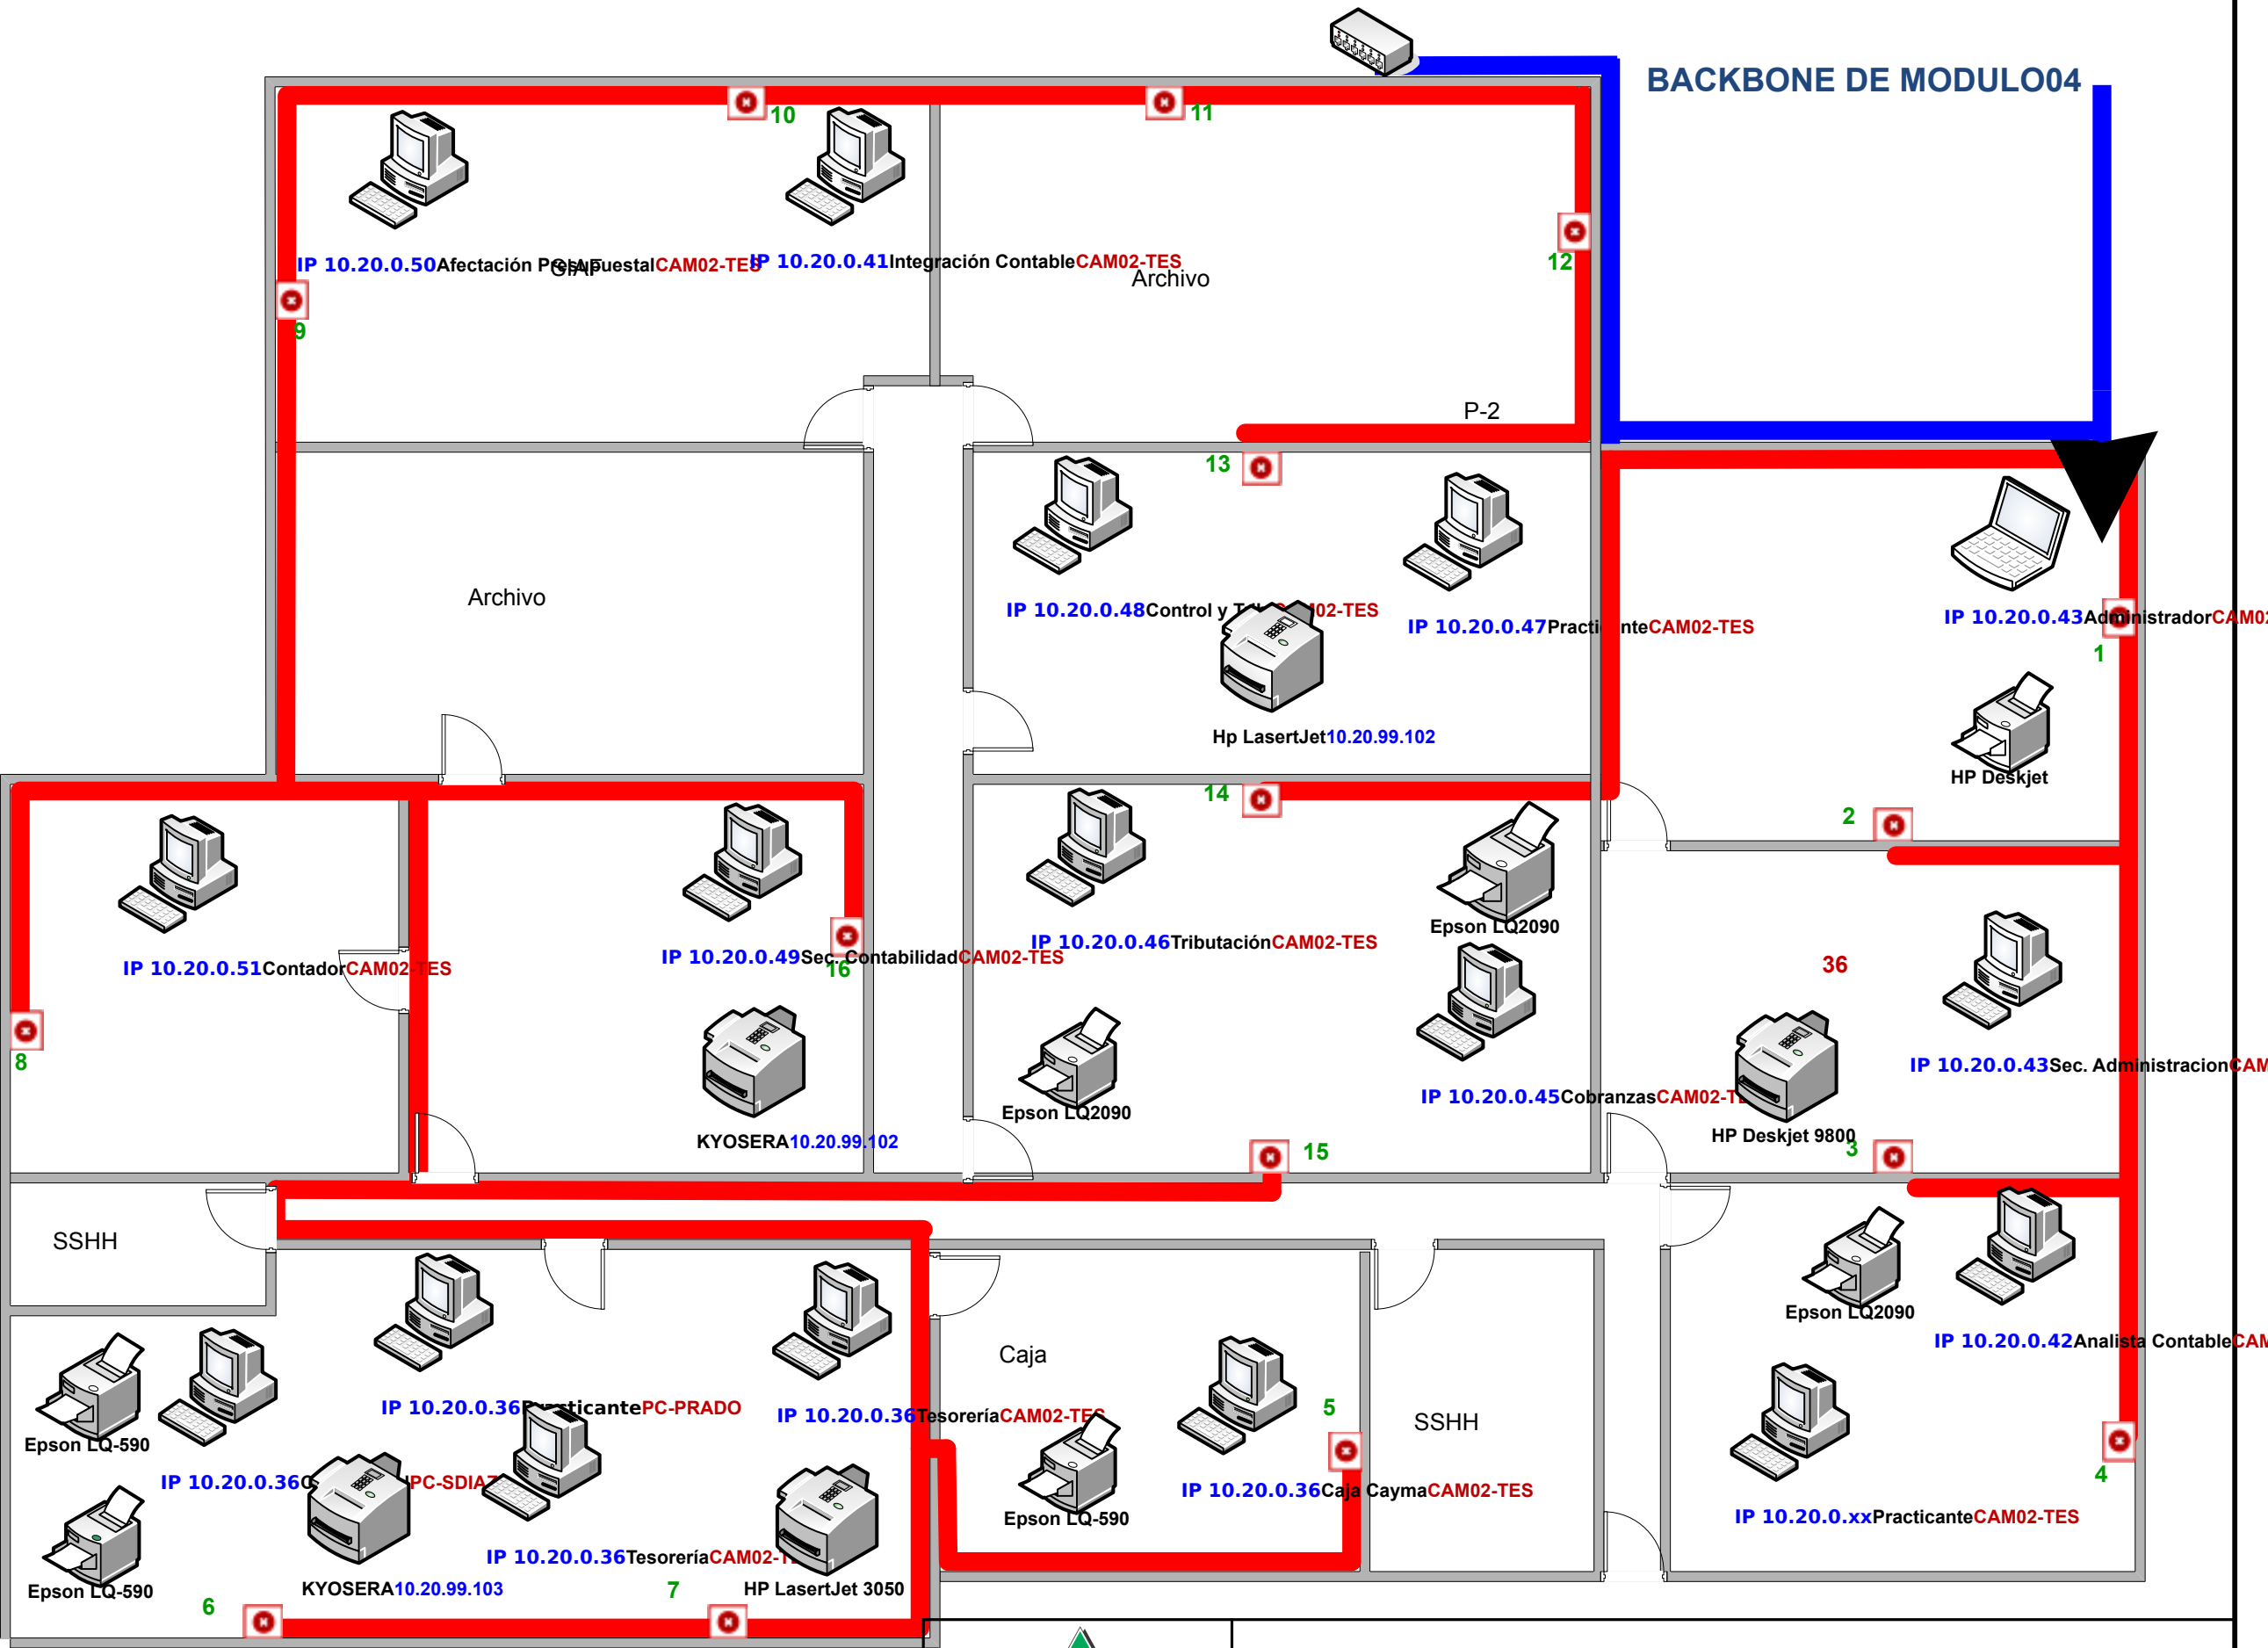 BACKBONE DE MODULO04
10
11
12
IP 10.20.0.50Afectación PresupuestalCAM02-TES
SIAF
IP 10.20.0.41Integración ContableCAM02-TES
Archivo
9
P-2
13
Archivo
IP 10.20.0.48Control y
CAM02-TES
IP 10.20.0.47PracticanteCAM02-TES
IP 10.20.0.43AdministradorCAM02
1
Hp LasertJet10.20.99.102
HP Deskjet
14
2
Epson LQ2090
IP 10.20.0.51ContadorCAM02-TES
IP 10.20.0.49Sec. ContabilidadCAM02-TES
16
IP 10.20.0.46TributaciónCAM02-TES
36
8
IP 10.20.0.43Sec. AdministracionCAM
IP 10.20.0.45CobranzasCAM02-TE
Epson LQ2090
KYOSERA10.20.99.102
HP Deskjet 9800
3
15
SSHH
Epson LQ2090
IP 10.20.0.42Analista ContableCAM
Caja
IP 10.20.0.36PracticantePC-PRADO
IP 10.20.0.36TesoreríaCAM02-TES
5
SSHH
Epson LQ-590
IP 10.20.0.36
PC-SDIAZ
IP 10.20.0.36Caja CaymaCAM02-TES
4
Epson LQ-590
IP 10.20.0.xxPracticanteCAM02-TES
IP 10.20.0.36TesoreríaCAM02-T
Epson LQ-590
KYOSERA10.20.99.103
7
HP LasertJet 3050
6